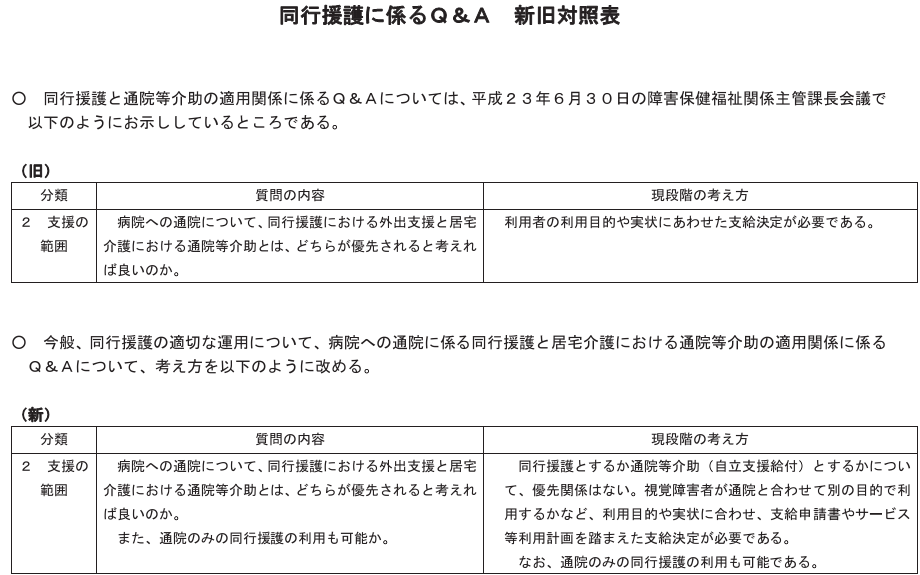 同行援護に係るＱ＆Ａ　新旧対照表
○　同行援護と通院等介助の適用関係に係るＱ＆Ａについては、平成２３年６月３０日の障害保健福祉関係主管課長会議で
以下のようにお示ししているところである。
（旧）
分類
質問の内容
現段階の考え方
２　支援の
範囲
病院への通院について、同行援護における外出支援と居宅
介護における通院等介助とは、どちらが優先されると考えれ
ば良いのか。
利用者の利用目的や実状にあわせた支給決定が必要である。
○　今般、同行援護の適切な運用について、病院への通院に係る同行援護と居宅介護における通院等介助の適用関係に係る
Ｑ＆Ａについて、考え方を以下のように改める。
（新）
分類
質問の内容
現段階の考え方
２　支援の
範囲
病院への通院について、同行援護における外出支援と居宅
介護における通院等介助とは、どちらが優先されると考えれ
ば良いのか。
また、通院のみの同行援護の利用も可能か。
同行援護とするか通院等介助（自立支援給付）とするかについ
て、優先関係はない。視覚障害者が通院と合わせて別の目的で利
用するかなど、利用目的や実状に合わせ、支給申請書やサービス
等利用計画を踏まえた支給決定が必要である。
なお、通院のみの同行援護の利用も可能である。